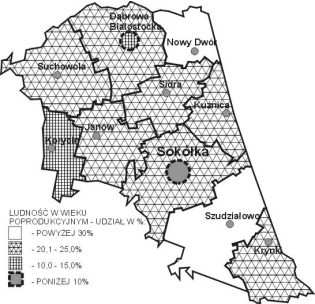 Dąbrowa
Białostocka
Nowy Dwór
Suchowola
Sidra
Kuźnica
Janów
Korycin
Sokółka
Szudziałowo
Krynki
LUDNOŚĆ W WIEKU
POPRODUKCYJNYM - UDZIAŁ W %
- POWYŻEJ 30%
- 20,1 - 25,0%
- 10,0 - 15,0%
- PONIŻEJ 10%